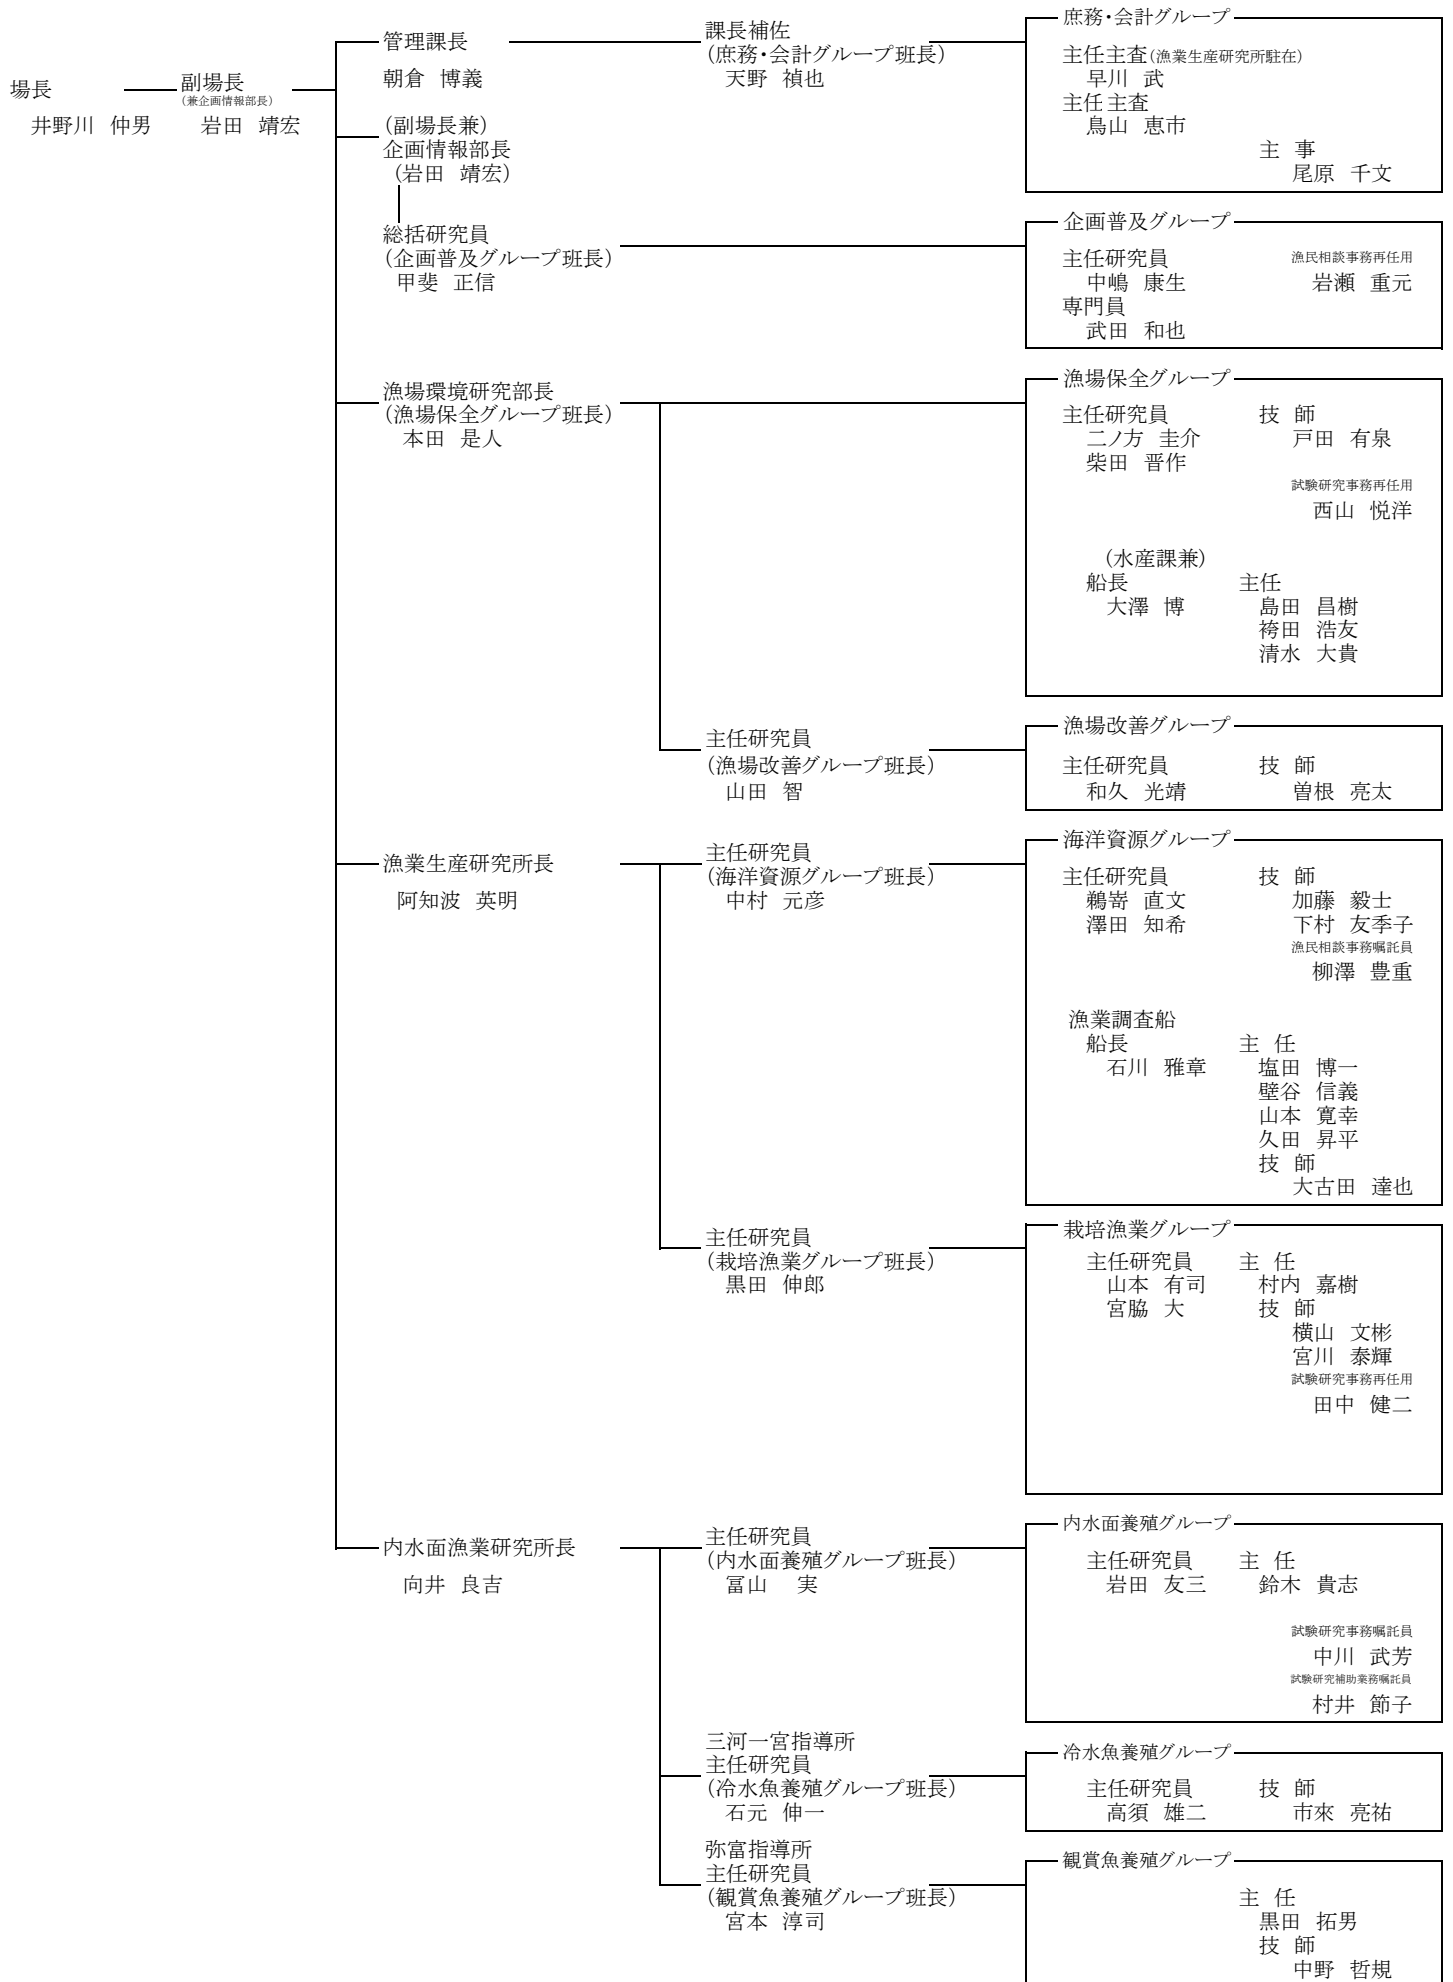 場長
井野川 仲男
副場長
(兼企画情報部長)
岩田 靖宏
管理課長
朝倉 博義
課長補佐
(庶務・会計グループ班長)
天野 禎也
庶務・会計グループ
主任主査(漁業生産研究所駐在)
早川 武
主任主査
鳥山 恵市
主 事
尾原 千文
(副場長兼)
企画情報部長
(岩田 靖宏)
総括研究員
(企画普及グループ班長)
甲斐 正信
企画普及グループ
主任研究員
中嶋 康生
専門員
武田 和也
漁民相談事務再任用
岩瀬 重元
漁場環境研究部長
(漁場保全グループ班長)
本田 是人
漁場保全グループ
主任研究員
二ノ方 圭介
柴田 晋作
技 師
戸田 有泉
試験研究事務再任用
西山 悦洋
(水産課兼)
船長
大澤 博
主任
島田 昌樹
袴田 浩友
清水 大貴
主任研究員
(漁場改善グループ班長)
山田 智
漁場改善グループ
主任研究員
和久 光靖
技 師
曽根 亮太
漁業生産研究所長
阿知波 英明
主任研究員
(海洋資源グループ班長)
中村 元彦
海洋資源グループ
主任研究員
鵜嵜 直文
澤田 知希
技 師
加藤 毅士
下村 友季子
漁民相談事務嘱託員
柳澤 豊重
漁業調査船
船長
石川 雅章
主 任
塩田 博一
壁谷 信義
山本 寛幸
久田 昇平
技 師
大古田 達也
主任研究員
(栽培漁業グループ班長)
黒田 伸郎
栽培漁業グループ
主任研究員
山本 有司
宮脇 大
主 任
村内 嘉樹
技 師
横山 文彬
宮川 泰輝
試験研究事務再任用
田中 健二
内水面漁業研究所長
向井 良吉
主任研究員
(内水面養殖グループ班長)
冨山 実
内水面養殖グループ
主任研究員
岩田 友三
主 任
鈴木 貴志
試験研究事務嘱託員
中川 武芳
試験研究補助業務嘱託員
村井 節子
三河一宮指導所
主任研究員
(冷水魚養殖グループ班長)
石元 伸一
冷水魚養殖グループ
主任研究員
高須 雄二
技 師
市來 亮祐
弥富指導所
主任研究員
(観賞魚養殖グループ班長)
宮本 淳司
観賞魚養殖グループ
主 任
黒田 拓男
技 師
中野 哲規